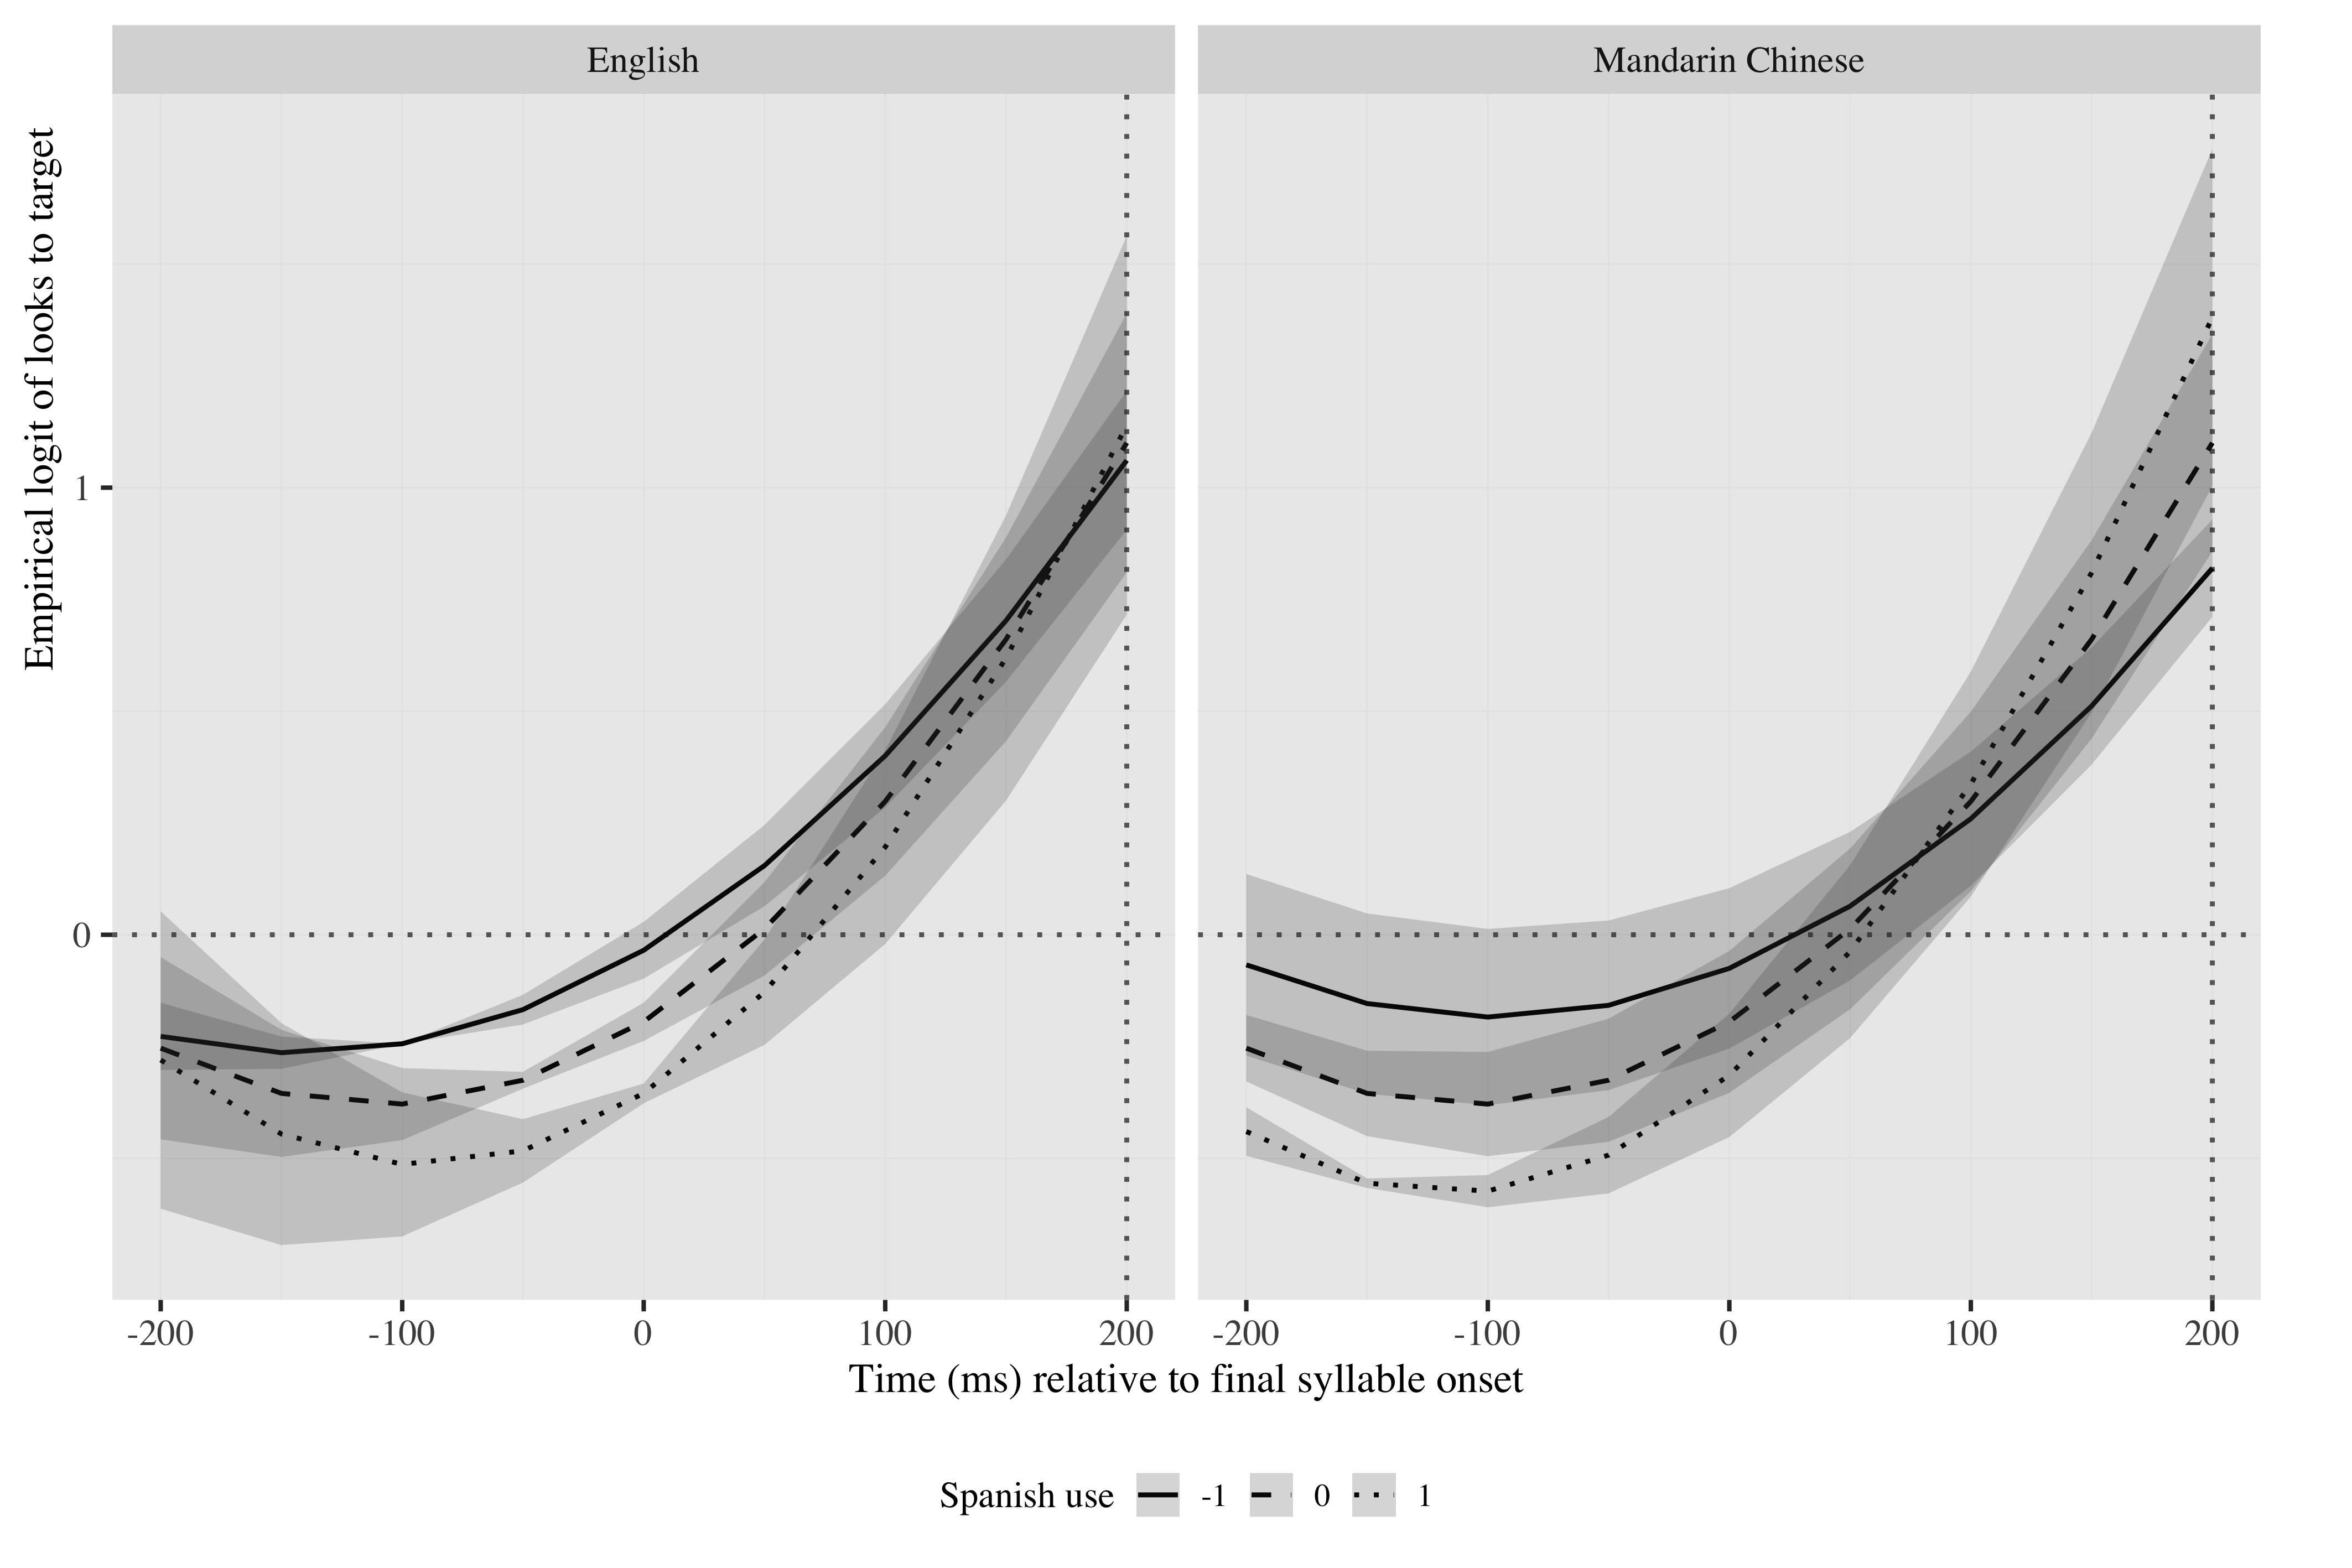 English
Mandarin Chinese
Empirical logit of looks to target
1
0
-200 -100 0 100 200
-200 -100 0 100 200
Time (ms) relative to final syllable onset
Spanish use -1 0 1